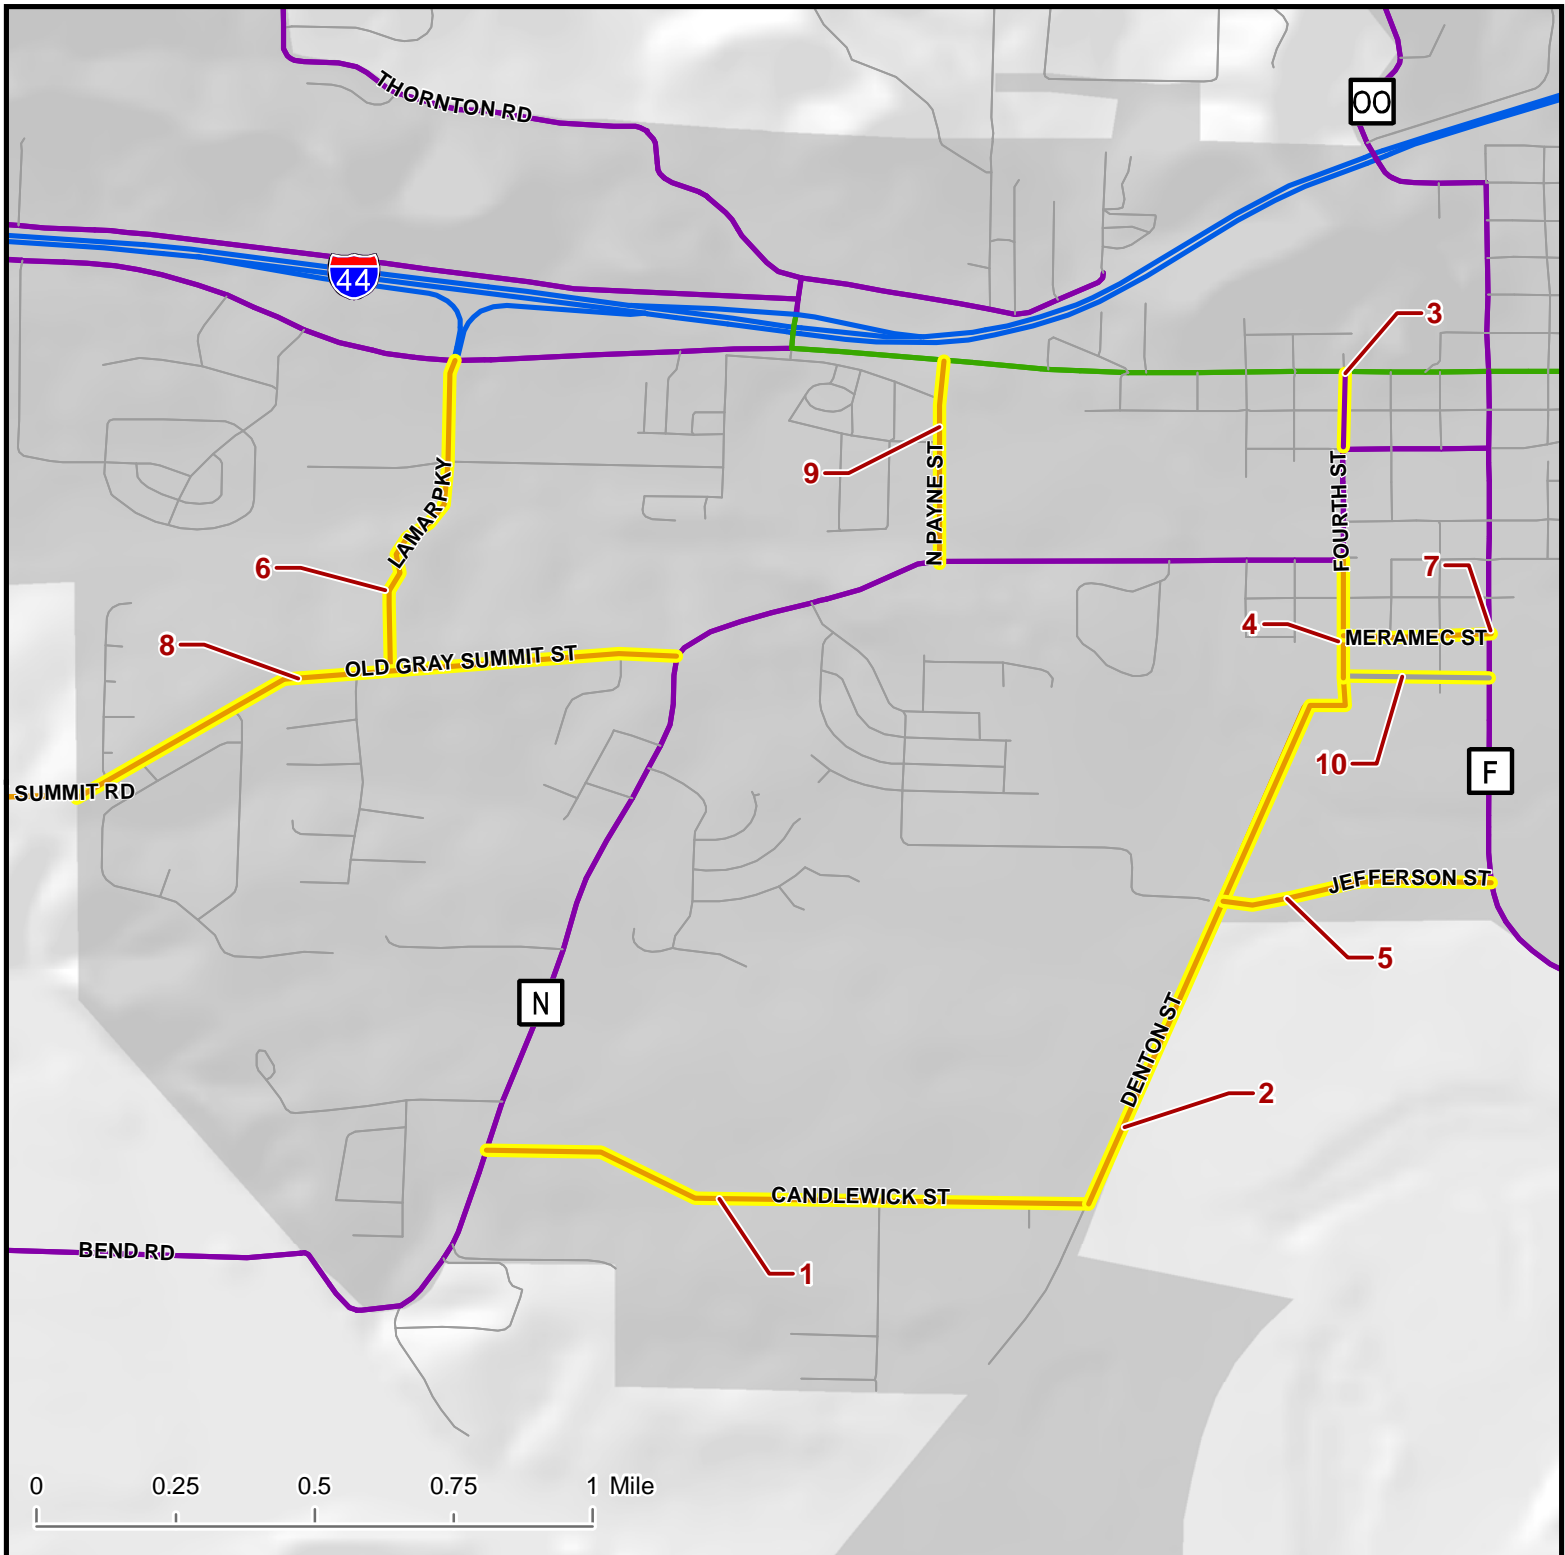 THORNTON RD
OO
44
3
9
N PAYNE ST
FOURTH ST
LAMAR PKY
6
7
4
MERAMEC ST
8
OLD GRAY SUMMIT ST
10
F
SUMMIT RD
JEFFERSON ST
5
N
DENTON ST
2
CANDLEWICK ST
BEND RD
1
0 0.25 0.5 0.75 1 Mile